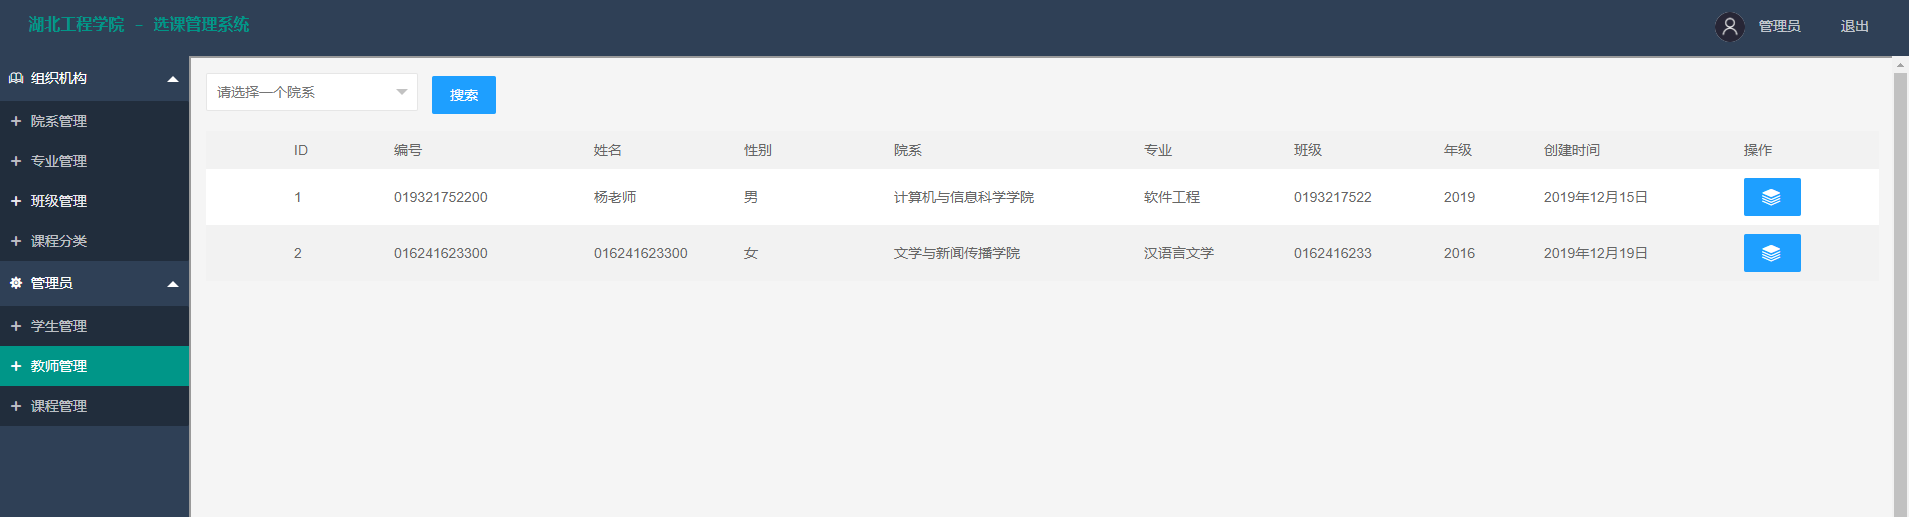 湖北工程学院 - 选课管理系统
管理员 退出
组织机构
院系管理
专业管理
班级管理
课程分类
管理员
学生管理
教师管理
课程管理
请选择一个院系 搜索
ID 编号 姓名 性别 院系 专业 班级 年级 创建时间 操作
1 019321752200 杨老师 男 计算机与信息科学学院 软件工程 0193217522 2019 2019年12月15日
2 016241623300 016241623300 女 文学与新闻传播学院 汉语言文学 0162416233 2016 2019年12月19日